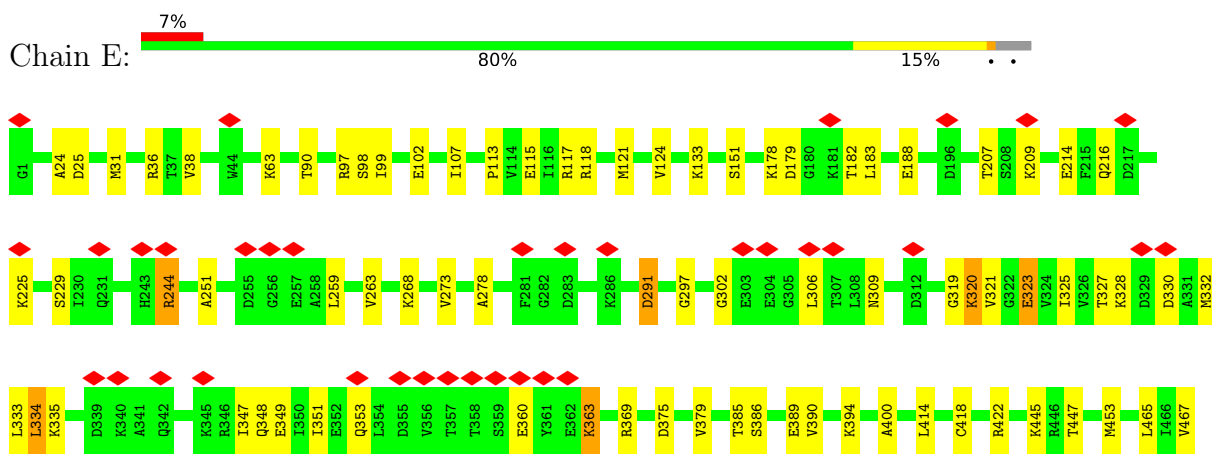 7%
Chain E:
80% 15% • •
G1 A24 D25 M31 R36 T37 V38 W44 K63 T90 R97 S98 I99 E102 I107 P113 V114 E115 I116 R117 R118 M121 V124 K133 S151 K178 D179 G180 K181 T182 L183 E188 D196 T207 S208 K209 E214 F215 Q216 D217
K225 S229 I230 Q231 H243 R244 A251 D255 G256 E257 A258 L259 V263 K268 V273 A278 F281 G282 D283 K286 D291 G297 G302 E303 E304 G305 L306 T307 L308 N309 D312 G319 K320 V321 G322 E323 V324 I325 V326 T327 K328 D329 D330 A331 M332
L333 L334 K335 D339 K340 A341 Q342 K345 R346 I347 Q348 E349 I350 I351 E352 Q353 L354 D355 V356 T357 T358 S359 E360 Y361 E362 K363 R369 D375 V379 T385 S386 E389 V390 K394 A400 L414 C418 R422 K445 R446 T447 M453 L465 I466 V467